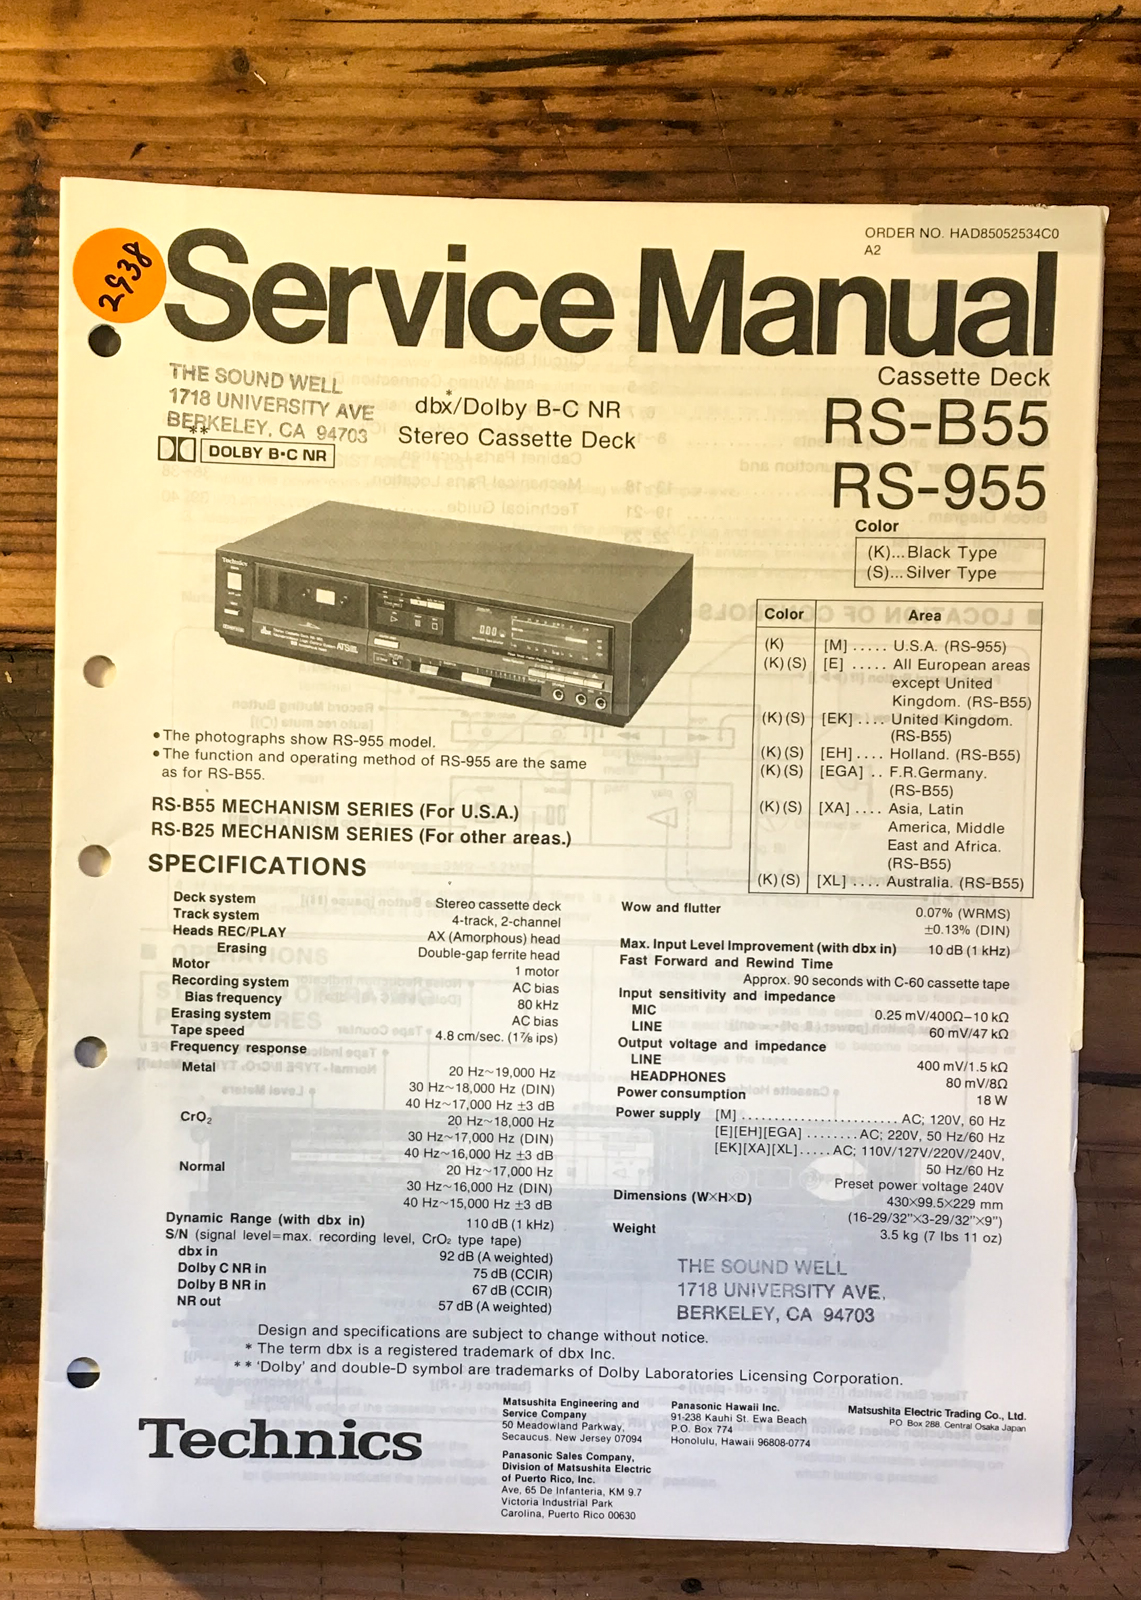 ORDER NO. HAD85052534C0
A2
2938
Service Manual
THE SOUND WELL
1718 UNIVERSITY AVE
BERKELEY, CA 94703
**
DOLBY B•C NR
*
dbx/Dolby B-C NR
Stereo Cassette Deck
Cassette Deck
RS-B55
RS-955
Color
(K)...Black Type
(S)...Silver Type
Technics
Color Area
(K) [M] ..... U.S.A. (RS-955)
(K)(S) [E] ..... All European areas
except United
Kingdom. (RS-B55)
(K)(S) [EK] .... United Kingdom.
(RS-B55)
(K)(S) [EH] .... Holland. (RS-B55)
(K)(S) [EGA] .. F.R.Germany.
(RS-B55)
(K)(S) [XA] .... Asia, Latin
America, Middle
East and Africa.
(RS-B55)
(K)(S) [XL] .... Australia. (RS-B55)
• The photographs show RS-955 model.
• The function and operating method of RS-955 are the same
as for RS-B55.
RS-B55 MECHANISM SERIES (For U.S.A.)
RS-B25 MECHANISM SERIES (For other areas.)
SPECIFICATIONS
Deck system Stereo cassette deck
Track system 4-track, 2-channel
Heads REC/PLAY AX (Amorphous) head
Erasing Double-gap ferrite head
Motor 1 motor
Recording system AC bias
Bias frequency 80 kHz
Erasing system AC bias
Tape speed 4.8 cm/sec. (1⅞ ips)
Frequency response
Metal 20 Hz~19,000 Hz
30 Hz~18,000 Hz (DIN)
40 Hz~17,000 Hz ±3 dB
CrO₂ 20 Hz~18,000 Hz
30 Hz~17,000 Hz (DIN)
40 Hz~16,000 Hz ±3 dB
Normal 20 Hz~17,000 Hz
30 Hz~16,000 Hz (DIN)
40 Hz~15,000 Hz ±3 dB
Dynamic Range (with dbx in) 110 dB (1 kHz)
S/N (signal level=max. recording level, CrO₂ type tape)
dbx in 92 dB (A weighted)
Dolby C NR in 75 dB (CCIR)
Dolby B NR in 67 dB (CCIR)
NR out 57 dB (A weighted)
Wow and flutter 0.07% (WRMS)
±0.13% (DIN)
Max. Input Level Improvement (with dbx in) 10 dB (1 kHz)
Fast Forward and Rewind Time
Approx. 90 seconds with C-60 cassette tape
Input sensitivity and impedance
MIC 0.25 mV/400Ω–10 kΩ
LINE 60 mV/47 kΩ
Output voltage and impedance
LINE 400 mV/1.5 kΩ
HEADPHONES 80 mV/8Ω
Power consumption 18 W
Power supply [M] ...................... AC; 120V, 60 Hz
[E][EH][EGA] ........ AC; 220V, 50 Hz/60 Hz
[EK][XA][XL]..... AC; 110V/127V/220V/240V,
50 Hz/60 Hz
Preset power voltage 240V
Dimensions (W×H×D) 430×99.5×229 mm
(16-29/32"×3-29/32"×9")
Weight 3.5 kg (7 lbs 11 oz)
THE SOUND WELL
1718 UNIVERSITY AVE.
BERKELEY, CA 94703
Design and specifications are subject to change without notice.
* The term dbx is a registered trademark of dbx Inc.
** 'Dolby' and double-D symbol are trademarks of Dolby Laboratories Licensing Corporation.
Technics
Matsushita Engineering and
Service Company
50 Meadowland Parkway,
Secaucus, New Jersey 07094
Panasonic Sales Company,
Division of Matsushita Electric
of Puerto Rico, Inc.
Ave, 65 De Infanteria, KM 9.7
Victoria Industrial Park
Carolina, Puerto Rico 00630
Panasonic Hawaii Inc.
91-238 Kauhi St. Ewa Beach
P.O. Box 774
Honolulu, Hawaii 96808-0774
Matsushita Electric Trading Co., Ltd.
PO Box 288, Central Osaka Japan